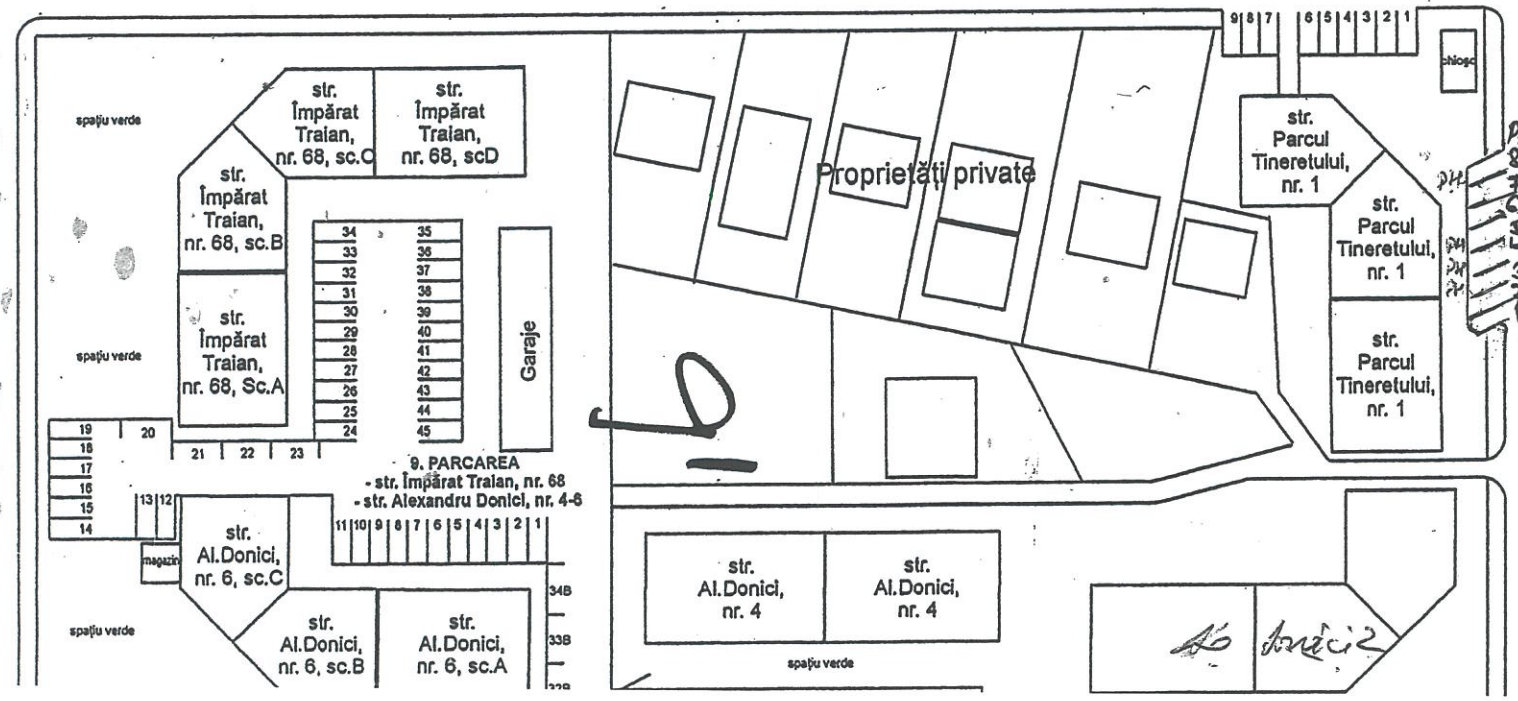 9 8 7
6 5 4 3 2 1
chioșc
spațiu verde
str.
Împărat
Traian,
nr. 68, sc.C
str.
Împărat
Traian,
nr. 68, scD
str.
Împărat
Traian,
nr. 68, sc.B
str.
Împărat
Traian,
nr. 68, Sc.A
spațiu verde
34
33
32
31
30
29
28
27
26
25
24
35
36
37
38
39
40
41
42
43
44
45
Garaje
Proprietăți private
str.
Parcul
Tineretului,
nr. 1
str.
Parcul
Tineretului,
nr. 1
str.
Parcul
Tineretului,
nr. 1
PH
PH
PH
PH
19
18
17
16
15
14
20
21 22 23
13 12
9. PARCAREA
- str. Împărat Traian, nr. 68
- str. Alexandru Donici, nr. 4-6
11 10 9 8 7 6 5 4 3 2 1
magazin
str.
Al.Donici,
nr. 6, sc.C
spațiu verde
str.
Al.Donici,
nr. 6, sc.B
str.
Al.Donici,
nr. 6, sc.A
34B
33B
32B
str.
Al.Donici,
nr. 4
str.
Al.Donici,
nr. 4
spațiu verde
Donici 2